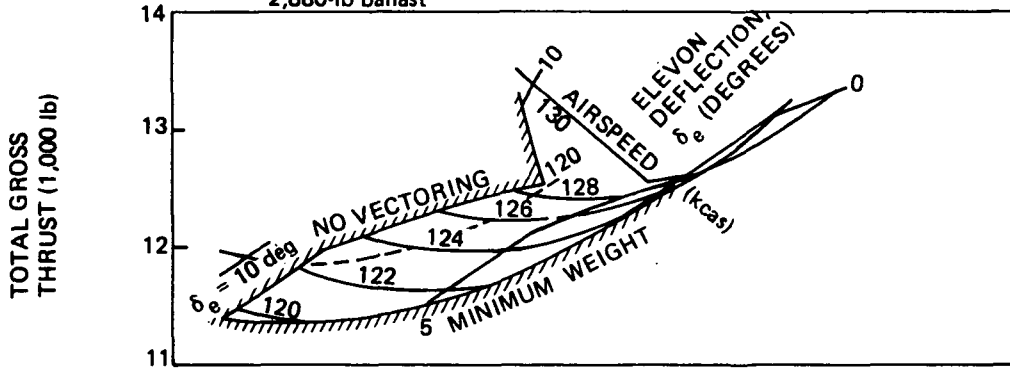 2,880-lb ballast
14
13
12
11
TOTAL GROSS
THRUST (1,000 lb)
10
130
AIRSPEED
(kcas)
ELEVON
DEFLECTION,
δe (DEGREES)
0
120
NO VECTORING
128
126
124
122
120
δe = 10 deg
5
MINIMUM WEIGHT